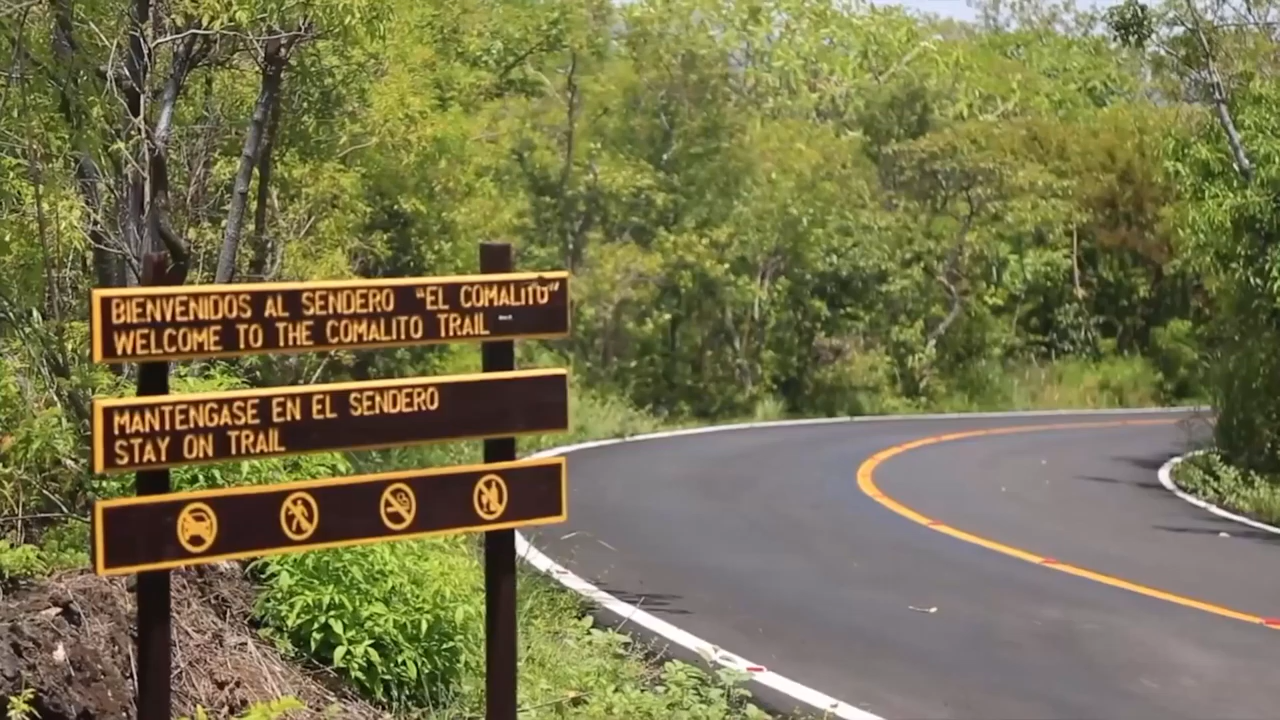 BIENVENIDOS AL SENDERO "EL COMALITO"
WELCOME TO THE COMALITO TRAIL
MANTENGASE EN EL SENDERO
STAY ON TRAIL